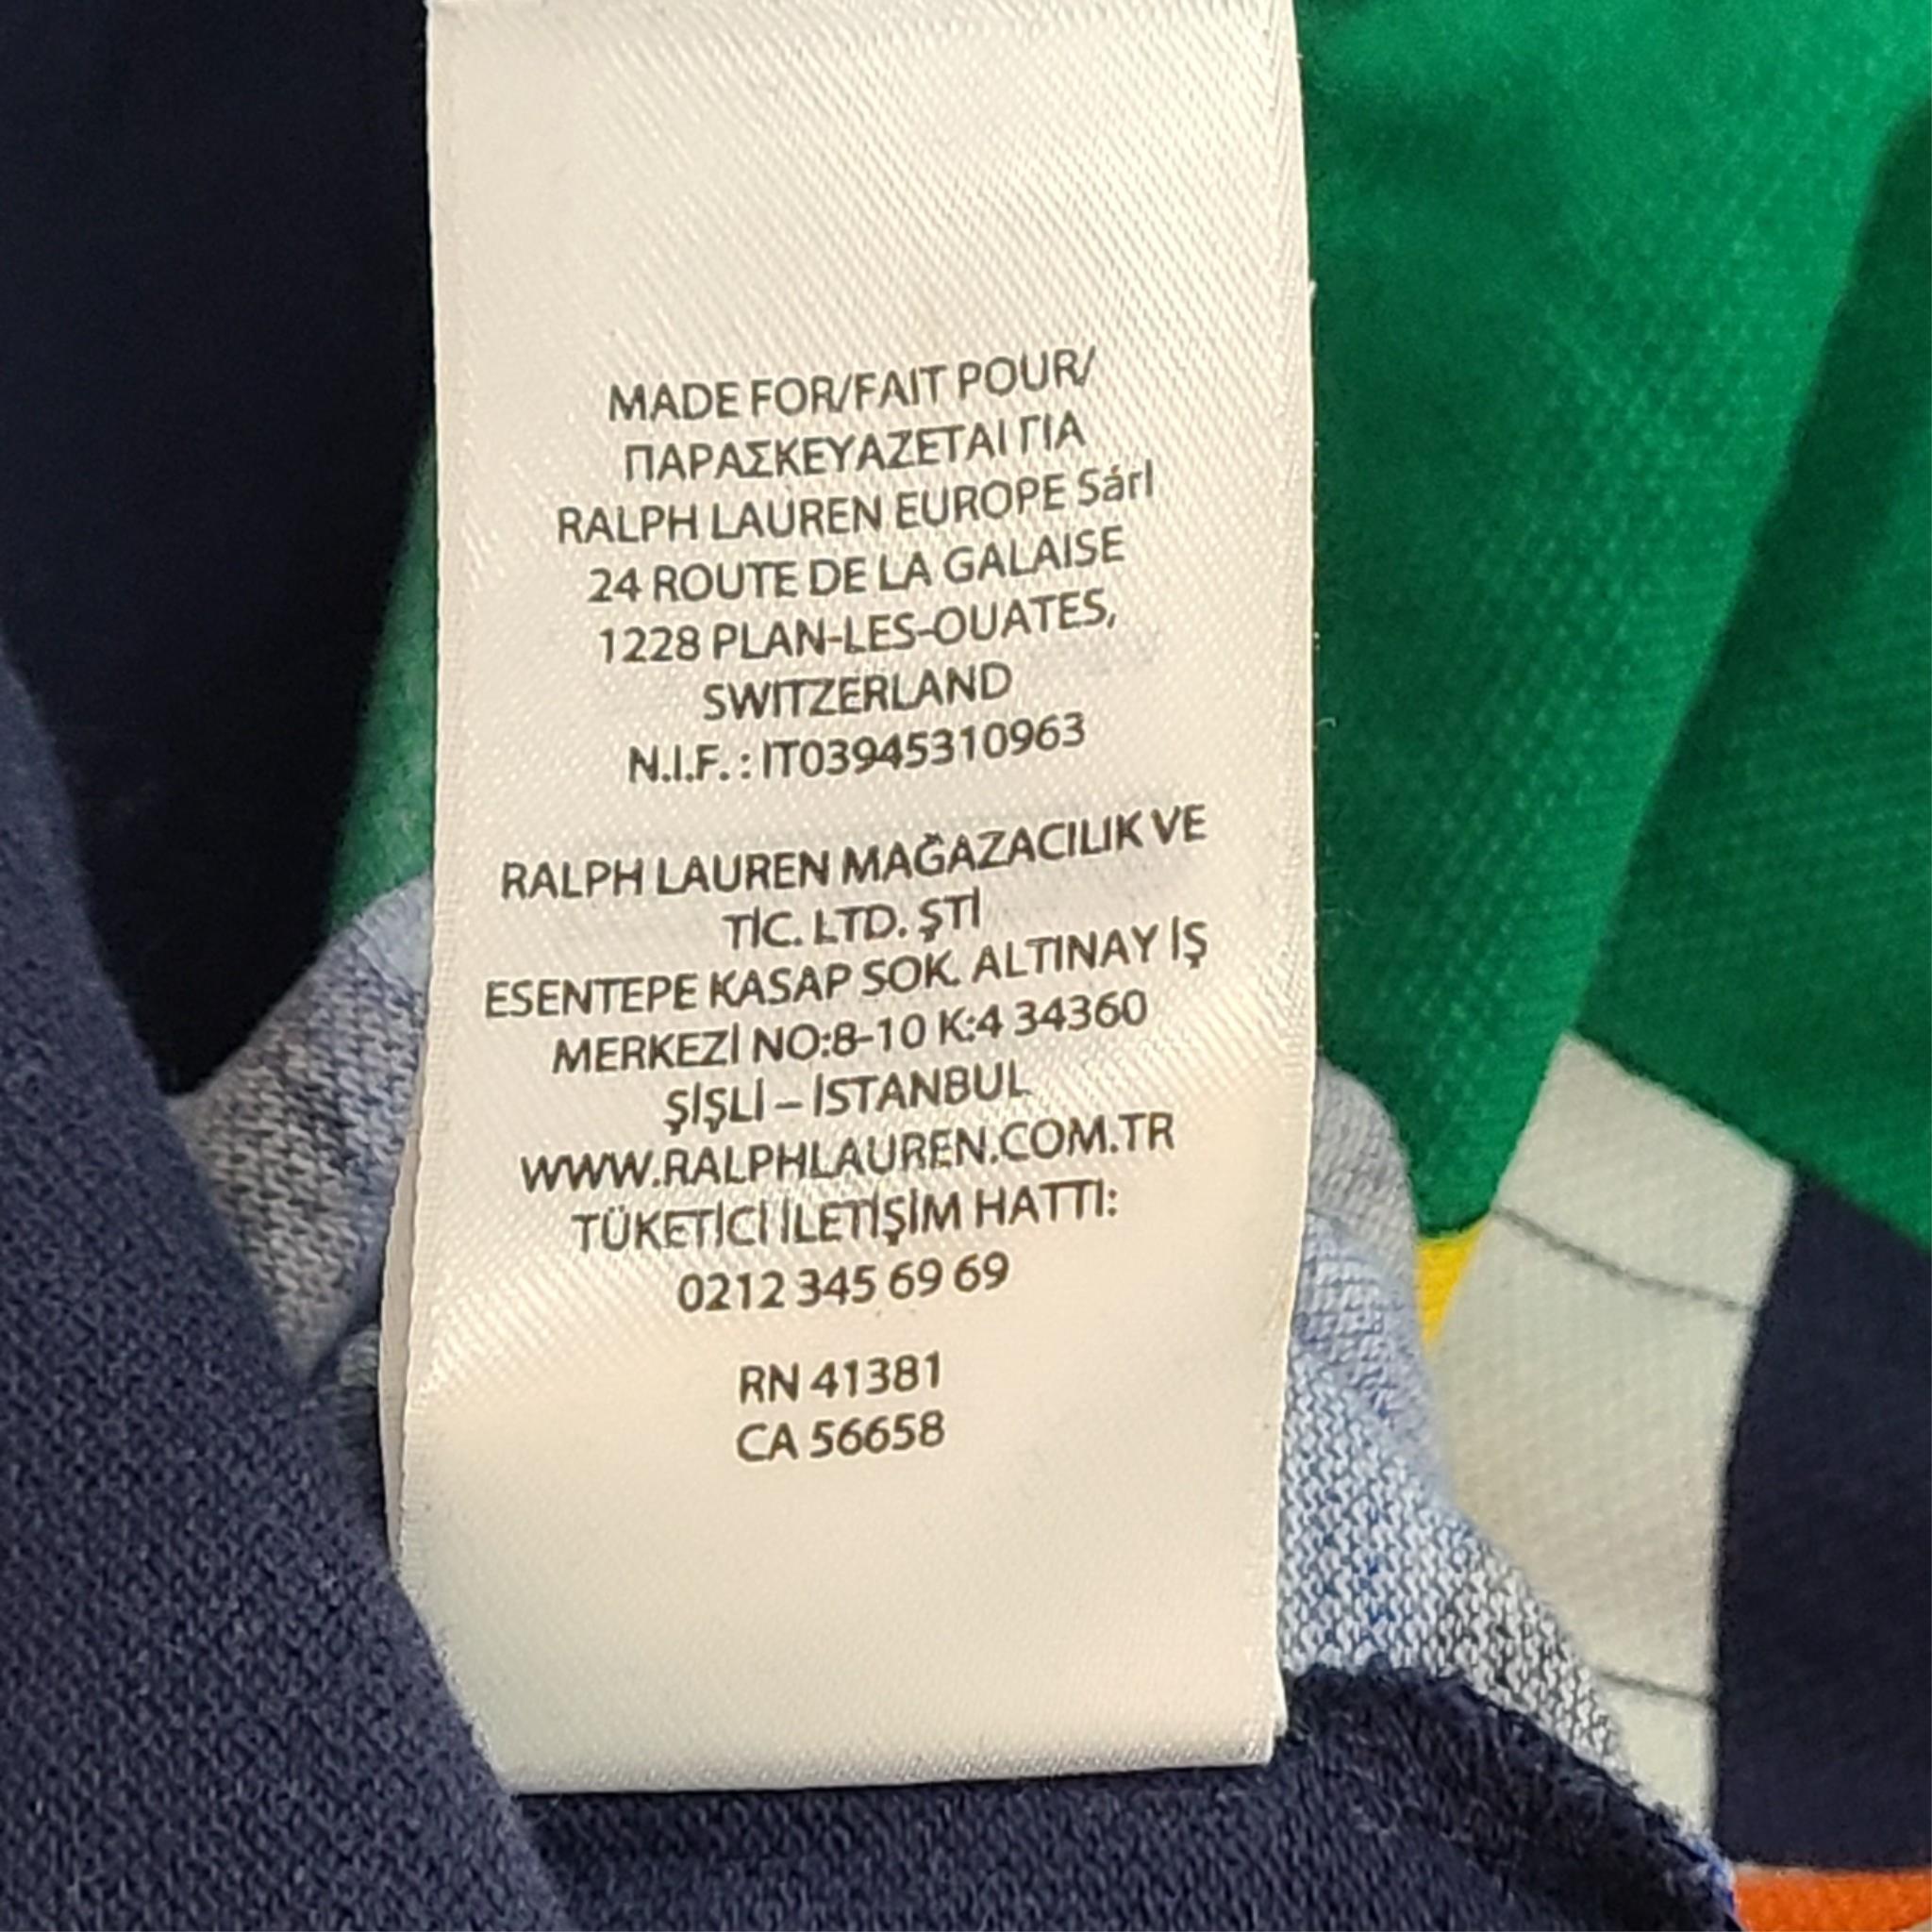 MADE FOR/FAIT POUR/
ΠΑΡΑΣΚΕΥΑΖΕΤΑΙ ΓΙΑ
RALPH LAUREN EUROPE Sárl
24 ROUTE DE LA GALAISE
1228 PLAN-LES-OUATES,
SWITZERLAND
N.I.F. : IT03945310963
RALPH LAUREN MAĞAZACILIK VE
TİC. LTD. ŞTİ
ESENTEPE KASAP SOK. ALTINAY İŞ
MERKEZİ NO:8-10 K:4 34360
ŞİŞLİ – İSTANBUL
WWW.RALPHLAUREN.COM.TR
TÜKETİCİ İLETİŞİM HATTI:
0212 345 69 69
RN 41381
CA 56658